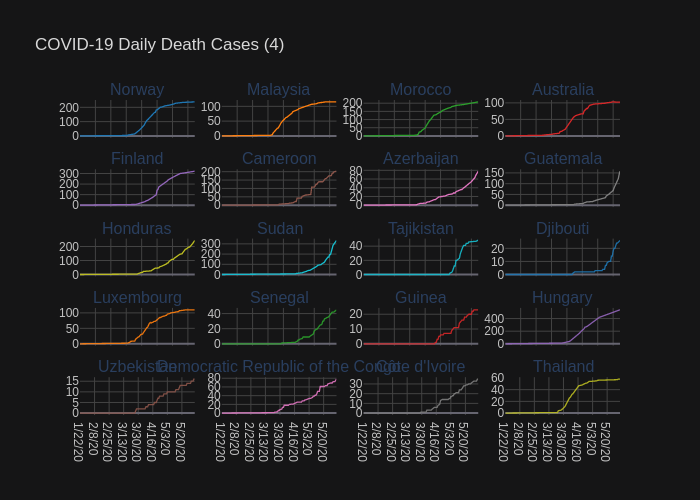 COVID-19 Daily Death Cases (4)
Norway Malaysia Morocco Australia
200 100 0
100 50 0
200 150 100 50 0
100 50 0
Finland Cameroon Azerbaijan Guatemala
300 200 100 0
200 150 100 50 0
80 60 40 20 0
150 100 50 0
Honduras Sudan Tajikistan Djibouti
200 100 0
300 200 100 0
40 20 0
20 10 0
Luxembourg Senegal Guinea Hungary
100 50 0
40 20 0
20 10 0
400 200 0
Uzbekistan Democratic Republic of the Congo Côte d'Ivoire Thailand
15 10 5 0
80 60 40 20 0
30 20 10 0
60 40 20 0
1/22/20 2/8/20 2/25/20 3/13/20 3/30/20 4/16/20 5/3/20 5/20/20
1/22/20 2/8/20 2/25/20 3/13/20 3/30/20 4/16/20 5/3/20 5/20/20
1/22/20 2/8/20 2/25/20 3/13/20 3/30/20 4/16/20 5/3/20 5/20/20
1/22/20 2/8/20 2/25/20 3/13/20 3/30/20 4/16/20 5/3/20 5/20/20